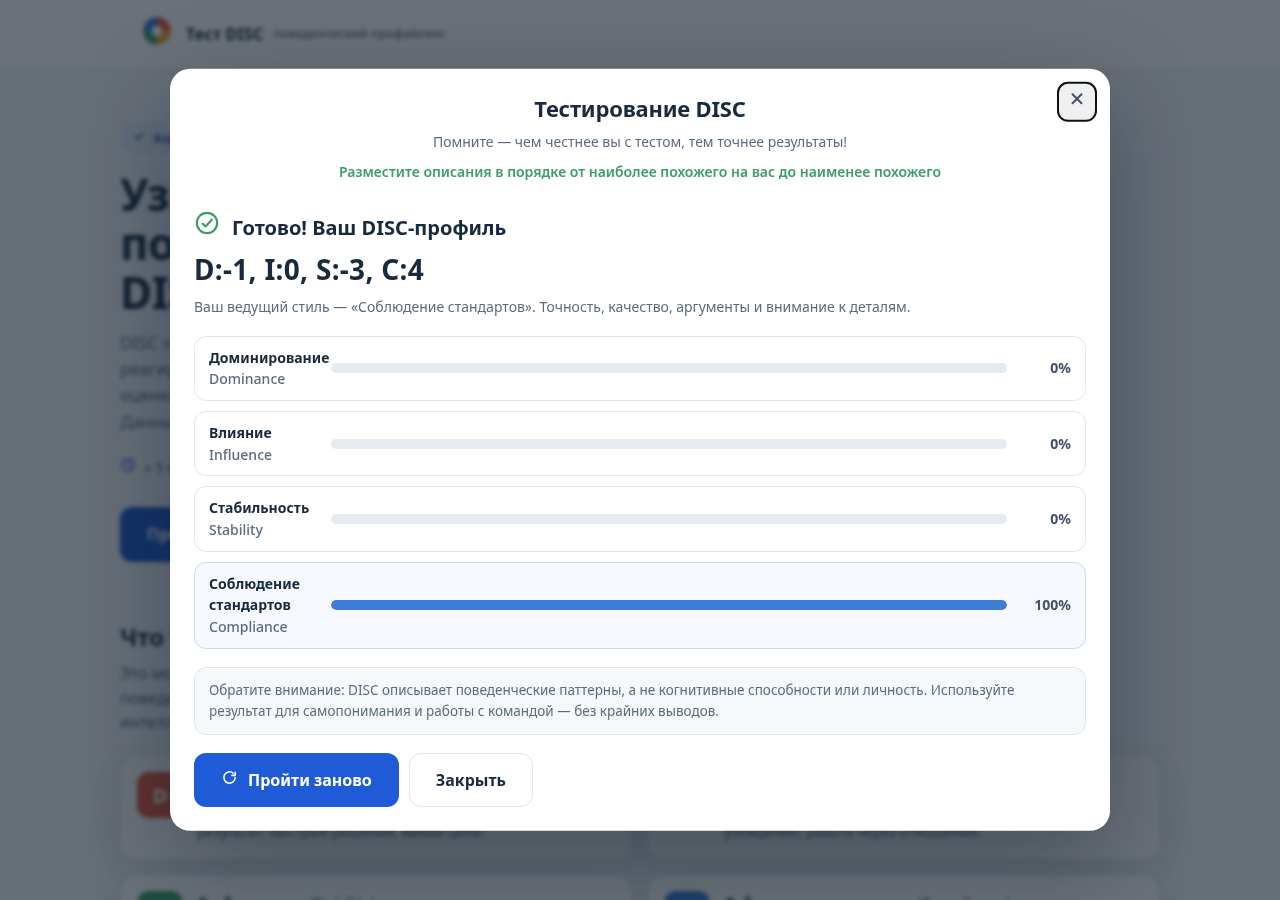 Тест DISC поведенческий профайлинг
Тестирование DISC
Помните — чем честнее вы с тестом, тем точнее результаты!
Разместите описания в порядке от наиболее похожего на вас до наименее похожего
Готово! Ваш DISC-профиль
D:-1, I:0, S:-3, C:4
Ваш ведущий стиль — «Соблюдение стандартов». Точность, качество, аргументы и внимание к деталям.
Доминирование
Dominance
0%
Влияние
Influence
0%
Стабильность
Stability
0%
Соблюдение
стандартов
Compliance
100%
Обратите внимание: DISC описывает поведенческие паттерны, а не когнитивные способности или личность. Используйте
результат для самопонимания и работы с командой — без крайних выводов.
Пройти заново
Закрыть